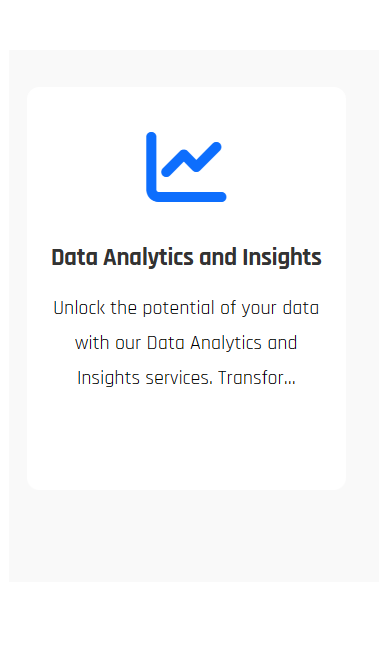 Data Analytics and Insights
Unlock the potential of your data
with our Data Analytics and
Insights services. Transfor...